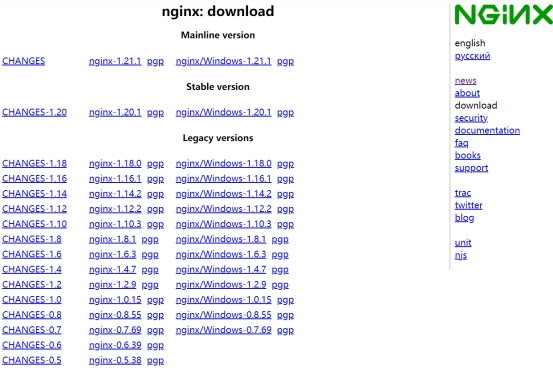 nginx: download
Mainline version
CHANGES nginx-1.21.1 pgp nginx/Windows-1.21.1 pgp
Stable version
CHANGES-1.20 nginx-1.20.1 pgp nginx/Windows-1.20.1 pgp
Legacy versions
CHANGES-1.18 nginx-1.18.0 pgp nginx/Windows-1.18.0 pgp
CHANGES-1.16 nginx-1.16.1 pgp nginx/Windows-1.16.1 pgp
CHANGES-1.14 nginx-1.14.2 pgp nginx/Windows-1.14.2 pgp
CHANGES-1.12 nginx-1.12.2 pgp nginx/Windows-1.12.2 pgp
CHANGES-1.10 nginx-1.10.3 pgp nginx/Windows-1.10.3 pgp
CHANGES-1.8 nginx-1.8.1 pgp nginx/Windows-1.8.1 pgp
CHANGES-1.6 nginx-1.6.3 pgp nginx/Windows-1.6.3 pgp
CHANGES-1.4 nginx-1.4.7 pgp nginx/Windows-1.4.7 pgp
CHANGES-1.2 nginx-1.2.9 pgp nginx/Windows-1.2.9 pgp
CHANGES-1.0 nginx-1.0.15 pgp nginx/Windows-1.0.15 pgp
CHANGES-0.8 nginx-0.8.55 pgp nginx/Windows-0.8.55 pgp
CHANGES-0.7 nginx-0.7.69 pgp nginx/Windows-0.7.69 pgp
CHANGES-0.6 nginx-0.6.39 pgp
CHANGES-0.5 nginx-0.5.38 pgp
NGINX
english
русский
news
about
download
security
documentation
faq
books
support
trac
twitter
blog
unit
njs